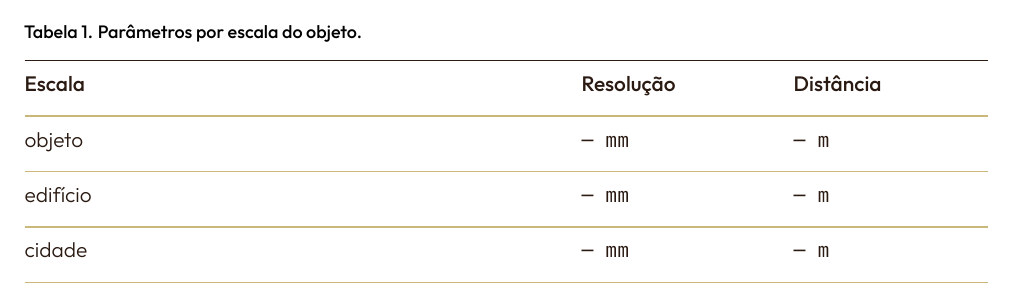 Tabela 1. Parâmetros por escala do objeto.
Escala Resolução Distância
objeto — mm — m
edifício — mm — m
cidade — mm — m